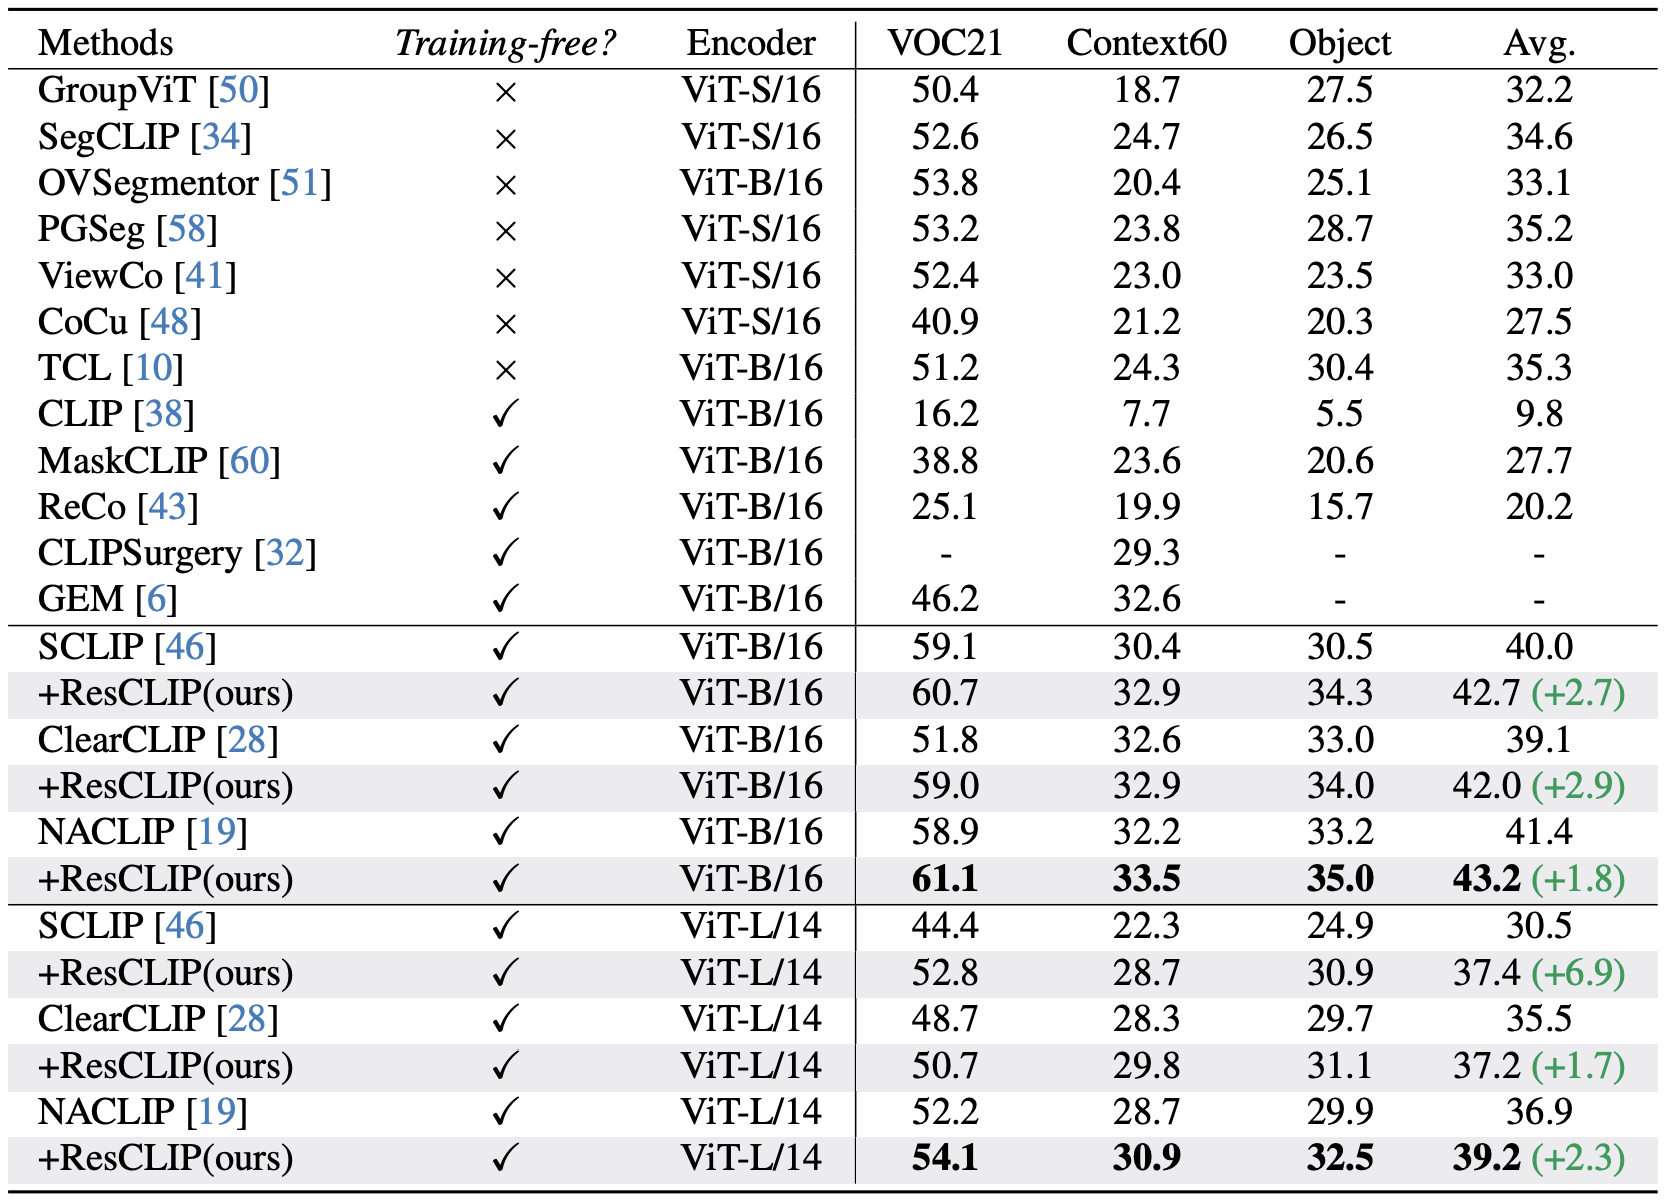 Methods Training-free? Encoder VOC21 Context60 Object Avg.
GroupViT [50] × ViT-S/16 50.4 18.7 27.5 32.2
SegCLIP [34] × ViT-S/16 52.6 24.7 26.5 34.6
OVSegmentor [51] × ViT-B/16 53.8 20.4 25.1 33.1
PGSeg [58] × ViT-S/16 53.2 23.8 28.7 35.2
ViewCo [41] × ViT-S/16 52.4 23.0 23.5 33.0
CoCu [48] × ViT-S/16 40.9 21.2 20.3 27.5
TCL [10] × ViT-B/16 51.2 24.3 30.4 35.3
CLIP [38] ✓ ViT-B/16 16.2 7.7 5.5 9.8
MaskCLIP [60] ✓ ViT-B/16 38.8 23.6 20.6 27.7
ReCo [43] ✓ ViT-B/16 25.1 19.9 15.7 20.2
CLIPSurgery [32] ✓ ViT-B/16 - 29.3 - -
GEM [6] ✓ ViT-B/16 46.2 32.6 - -
SCLIP [46] ✓ ViT-B/16 59.1 30.4 30.5 40.0
+ResCLIP(ours) ✓ ViT-B/16 60.7 32.9 34.3 42.7 (+2.7)
ClearCLIP [28] ✓ ViT-B/16 51.8 32.6 33.0 39.1
+ResCLIP(ours) ✓ ViT-B/16 59.0 32.9 34.0 42.0 (+2.9)
NACLIP [19] ✓ ViT-B/16 58.9 32.2 33.2 41.4
+ResCLIP(ours) ✓ ViT-B/16 61.1 33.5 35.0 43.2 (+1.8)
SCLIP [46] ✓ ViT-L/14 44.4 22.3 24.9 30.5
+ResCLIP(ours) ✓ ViT-L/14 52.8 28.7 30.9 37.4 (+6.9)
ClearCLIP [28] ✓ ViT-L/14 48.7 28.3 29.7 35.5
+ResCLIP(ours) ✓ ViT-L/14 50.7 29.8 31.1 37.2 (+1.7)
NACLIP [19] ✓ ViT-L/14 52.2 28.7 29.9 36.9
+ResCLIP(ours) ✓ ViT-L/14 54.1 30.9 32.5 39.2 (+2.3)